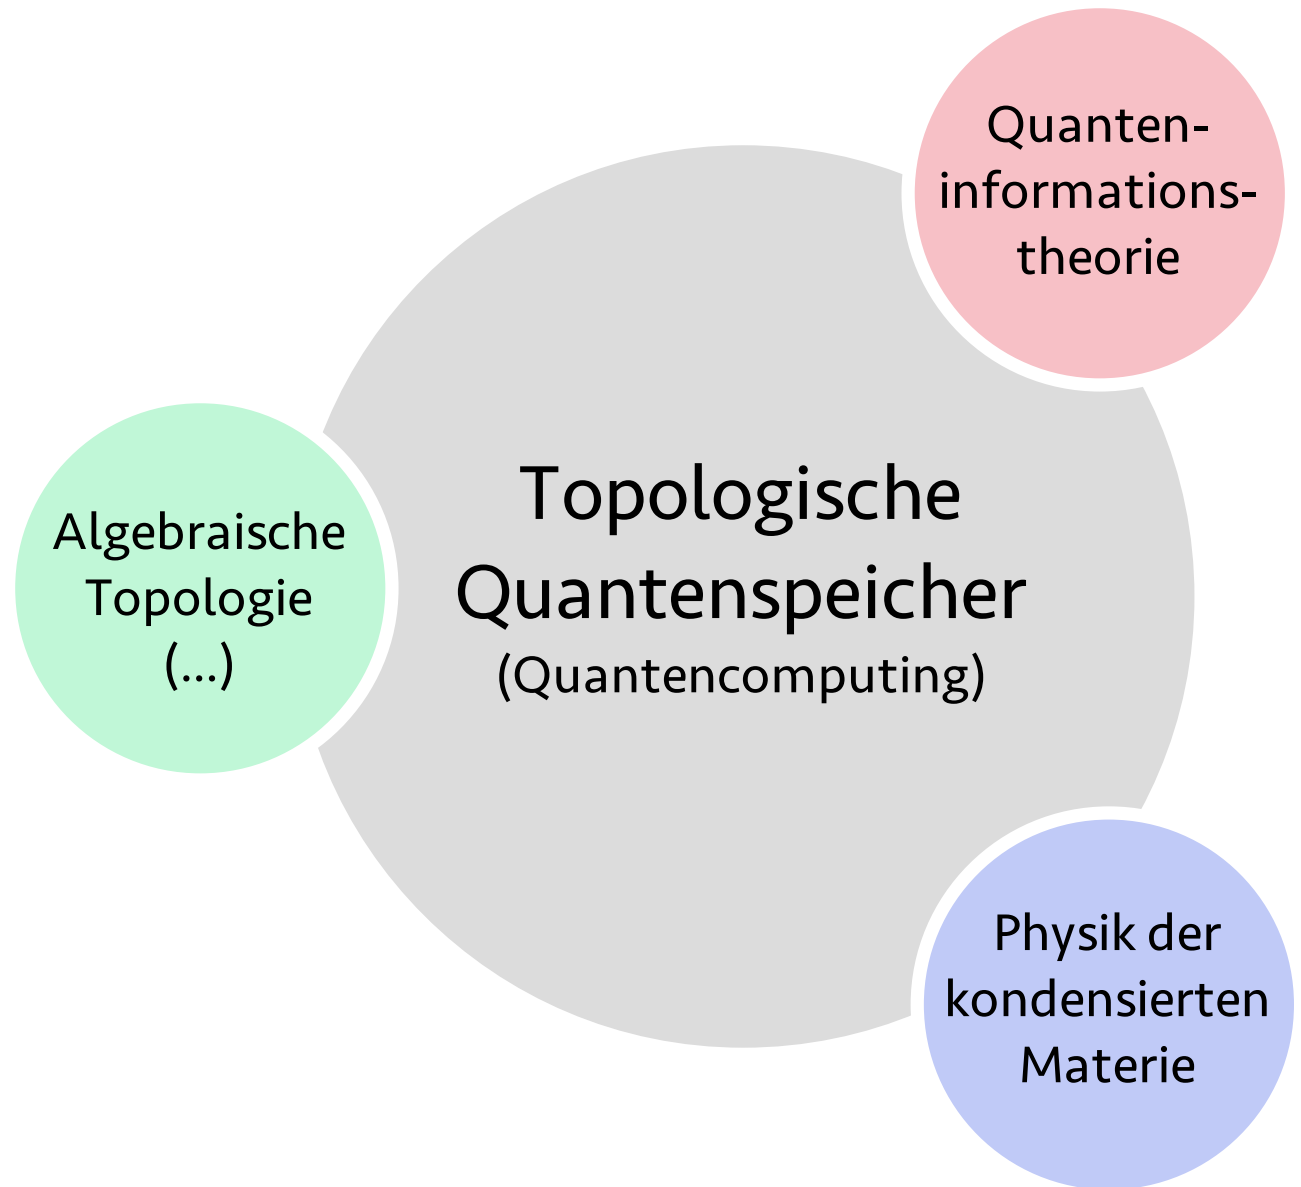 Quanten-
informations-
theorie
Topologische
Quantenspeicher
(Quantencomputing)
Algebraische
Topologie
(...)
Physik der
kondensierten
Materie